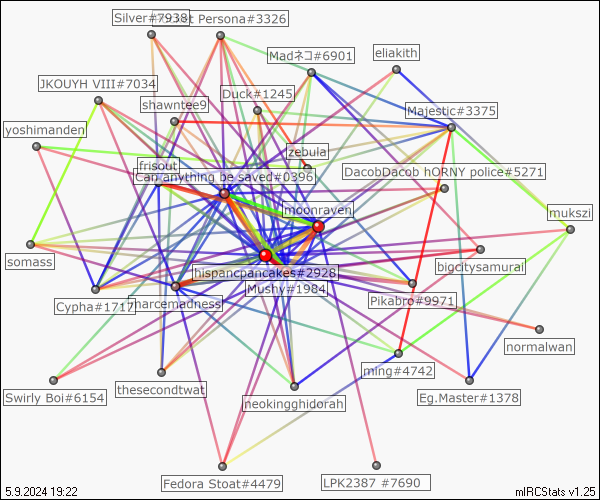 Silver#7939
Persona#3326
Madネコ#6901
eliakith
JKOUYH VIII#7034
Duck#1245
shawntee9
Majestic#3375
yoshimanden
zebula
frisout
Can anything be saved#0396
DacobDacob hORNY police#5271
moonraven
mukszi
somass
bigcitysamurai
hispancpancakes#2928
Mushy#1984
Cypha#1717
narcemadness
Pikabro#9971
normalwan
ming#4742
thesecondtwat
Swirly Boi#6154
neokingghidorah
Eg.Master#1378
Fedora Stoat#4479
LPK2387 #7690
5.9.2024 19:22
mIRCStats v1.25